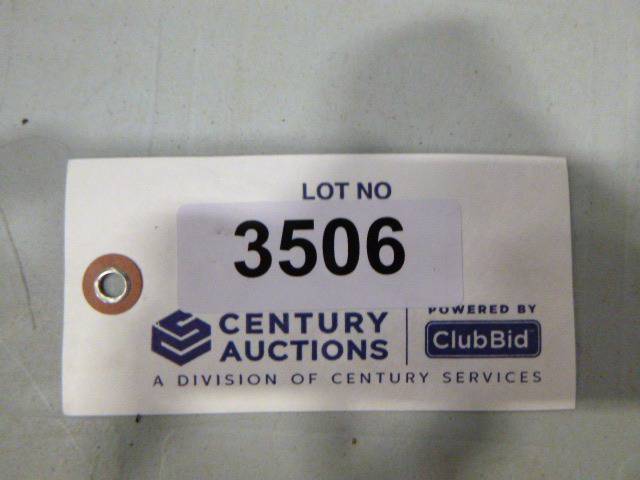 LOT NO
3506
CENTURY
AUCTIONS
POWERED BY
ClubBid
A DIVISION OF CENTURY SERVICES